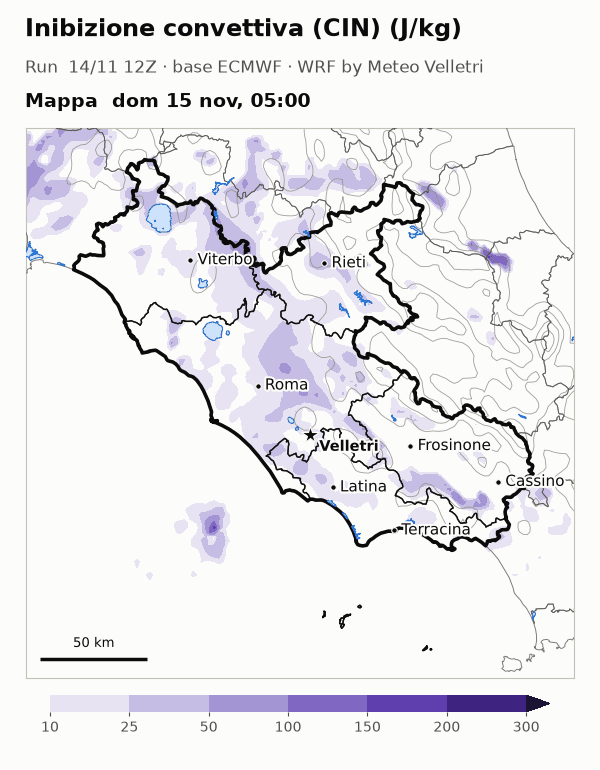 Inibizione convettiva (CIN) (J/kg)
Run 14/11 12Z · base ECMWF · WRF by Meteo Velletri
Mappa dom 15 nov, 05:00
Viterbo
Rieti
Roma
Velletri
Frosinone
Cassino
Latina
Terracina
50 km
10 25 50 100 150 200 300